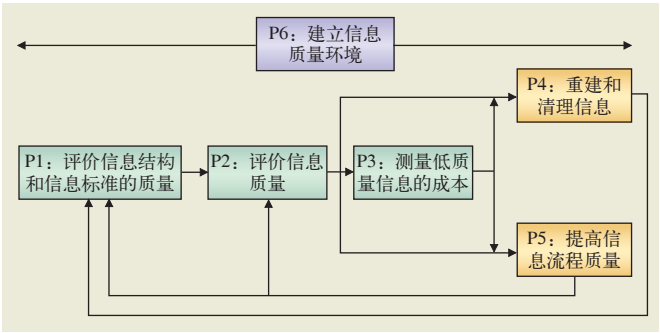 P6：建立信息
质量环境
P4：重建和
清理信息
P1：评价信息结构
和信息标准的质量
P2：评价信息
质量
P3：测量低质
量信息的成本
P5：提高信
息流程质量